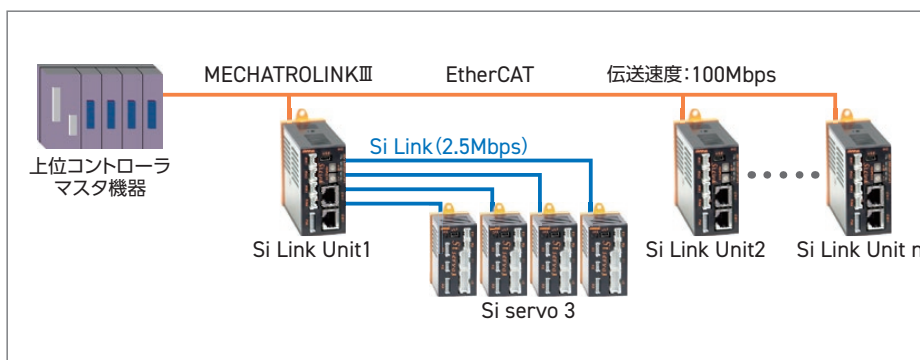 MECHATROLINKⅢ EtherCAT 伝送速度:100Mbps
上位コントローラ
マスタ機器
Si Link(2.5Mbps)
Si Link Unit1
Si Link Unit2
Si Link Unit n
Si servo 3